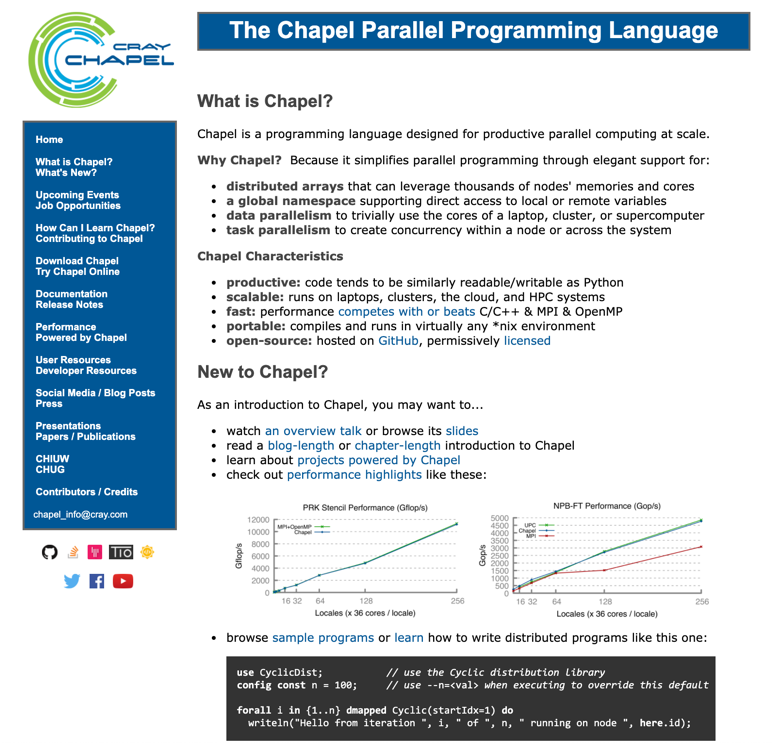 CRAY
CHAPEL
The Chapel Parallel Programming Language
Home
What is Chapel?
What's New?
Upcoming Events
Job Opportunities
How Can I Learn Chapel?
Contributing to Chapel
Download Chapel
Try Chapel Online
Documentation
Release Notes
Performance
Powered by Chapel
User Resources
Developer Resources
Social Media / Blog Posts
Press
Presentations
Papers / Publications
CHIUW
CHUG
Contributors / Credits
chapel_info@cray.com
TIO
What is Chapel?
Chapel is a programming language designed for productive parallel computing at scale.
Why Chapel? Because it simplifies parallel programming through elegant support for:
• distributed arrays that can leverage thousands of nodes' memories and cores
• a global namespace supporting direct access to local or remote variables
• data parallelism to trivially use the cores of a laptop, cluster, or supercomputer
• task parallelism to create concurrency within a node or across the system
Chapel Characteristics
• productive: code tends to be similarly readable/writable as Python
• scalable: runs on laptops, clusters, the cloud, and HPC systems
• fast: performance competes with or beats C/C++ & MPI & OpenMP
• portable: compiles and runs in virtually any *nix environment
• open-source: hosted on GitHub, permissively licensed
New to Chapel?
As an introduction to Chapel, you may want to...
• watch an overview talk or browse its slides
• read a blog-length or chapter-length introduction to Chapel
• learn about projects powered by Chapel
• check out performance highlights like these:
PRK Stencil Performance (Gflop/s)
Gflop/s
12000
10000
8000
6000
4000
2000
0
MPI+OpenMP
Chapel
16 32 64 128 256
Locales (x 36 cores / locale)
NPB-FT Performance (Gop/s)
Gop/s
5000
4500
4000
3500
3000
2500
2000
1500
1000
500
0
UPC
Chapel
MPI
16 32 64 128 256
Locales (x 36 cores / locale)
• browse sample programs or learn how to write distributed programs like this one:
use CyclicDist; // use the Cyclic distribution library
config const n = 100; // use --n=<val> when executing to override this default
forall i in {1..n} dmapped Cyclic(startIdx=1) do
writeln("Hello from iteration ", i, " of ", n, " running on node ", here.id);